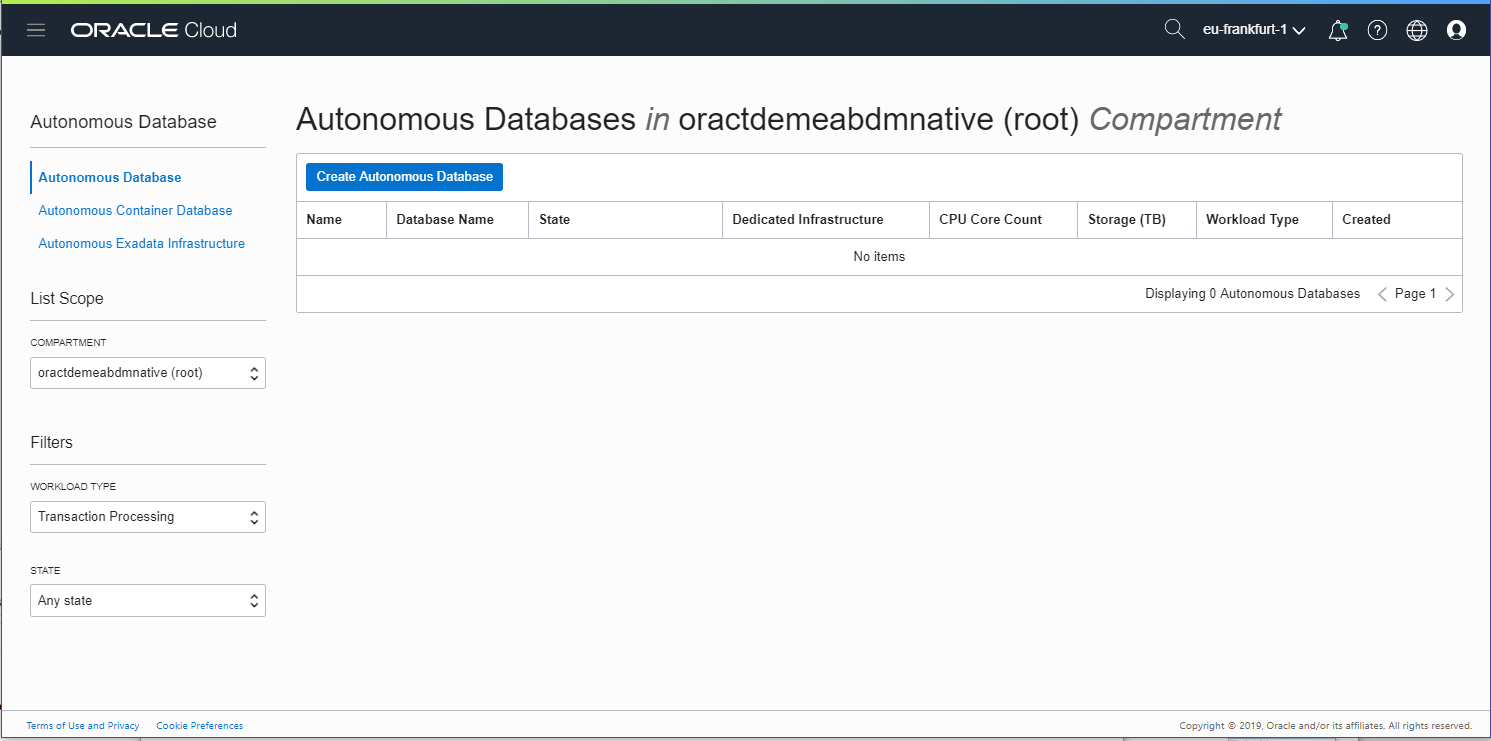 ORACLE Cloud
eu-frankfurt-1
Autonomous Database
Autonomous Database
Autonomous Container Database
Autonomous Exadata Infrastructure
List Scope
COMPARTMENT
oractdemeabdmnative (root)
Filters
WORKLOAD TYPE
Transaction Processing
STATE
Any state
Autonomous Databases in oractdemeabdmnative (root) Compartment
Create Autonomous Database
Name Database Name State Dedicated Infrastructure CPU Core Count Storage (TB) Workload Type Created
No items
Displaying 0 Autonomous Databases Page 1
Terms of Use and Privacy Cookie Preferences Copyright © 2019, Oracle and/or its affiliates. All rights reserved.